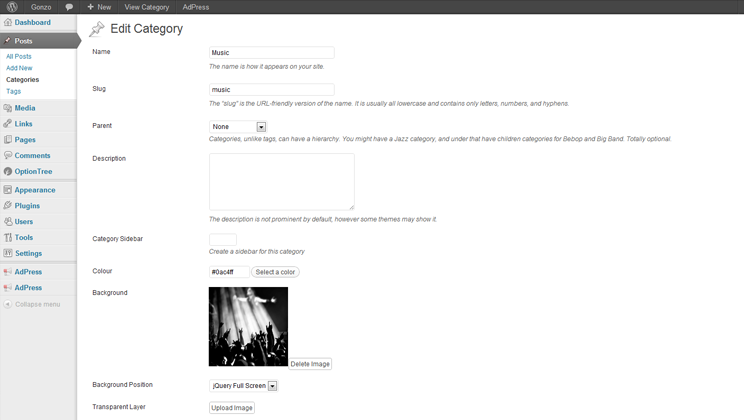 Gonzo
New
View Category
AdPress
Dashboard
Posts
All Posts
Add New
Categories
Tags
Media
Links
Pages
Comments
OptionTree
Appearance
Plugins
Users
Tools
Settings
AdPress
AdPress
Collapse menu
Edit Category
Name
Music
The name is how it appears on your site.
Slug
music
The "slug" is the URL-friendly version of the name. It is usually all lowercase and contains only letters, numbers, and hyphens.
Parent
None
Categories, unlike tags, can have a hierarchy. You might have a Jazz category, and under that have children categories for Bebop and Big Band. Totally optional.
Description
The description is not prominent by default, however some themes may show it.
Category Sidebar
Create a sidebar for this category
Colour
#0ac4ff
Select a color
Background
Delete Image
Background Position
jQuery Full Screen
Transparent Layer
Upload Image